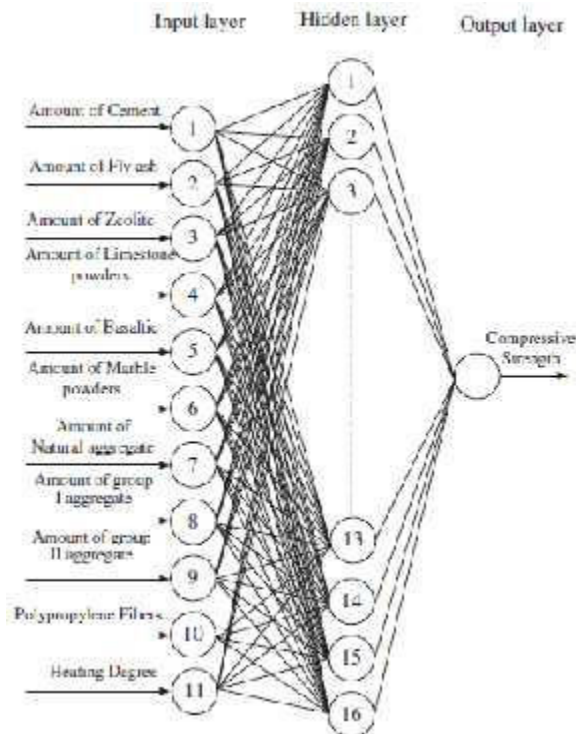 Input layer
Hidden layer
Output layer
Amount of Cement
1
Amount of Fly ash
2
Amount of Zeolite
3
Amount of Limestone
powders
4
Amount of Basaltic
5
Amount of Marble
powders
6
Amount of
Natural aggregate
7
Amount of group
I aggregate
8
Amount of group
II aggregate
9
Polypropylene Fibers
10
Heating Degree
11
1
2
3
13
14
15
16
Compressive
Strength